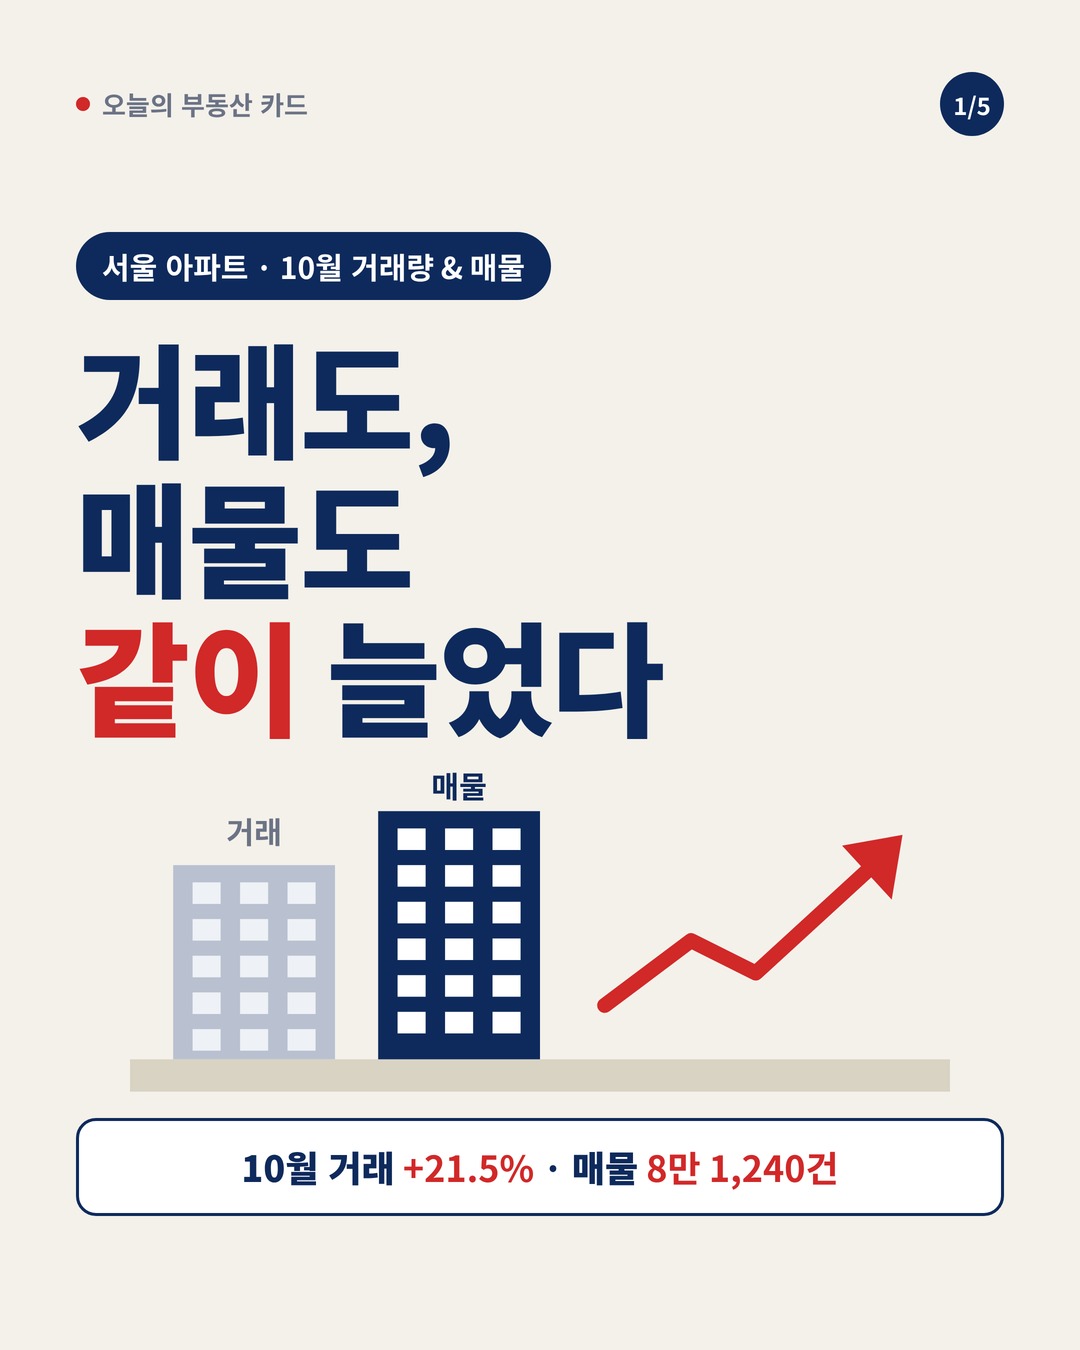 오늘의 부동산 카드
1/5
서울 아파트 · 10월 거래량 & 매물
거래도,
매물도
같이 늘었다
매물
거래
10월 거래 +21.5% · 매물 8만 1,240건